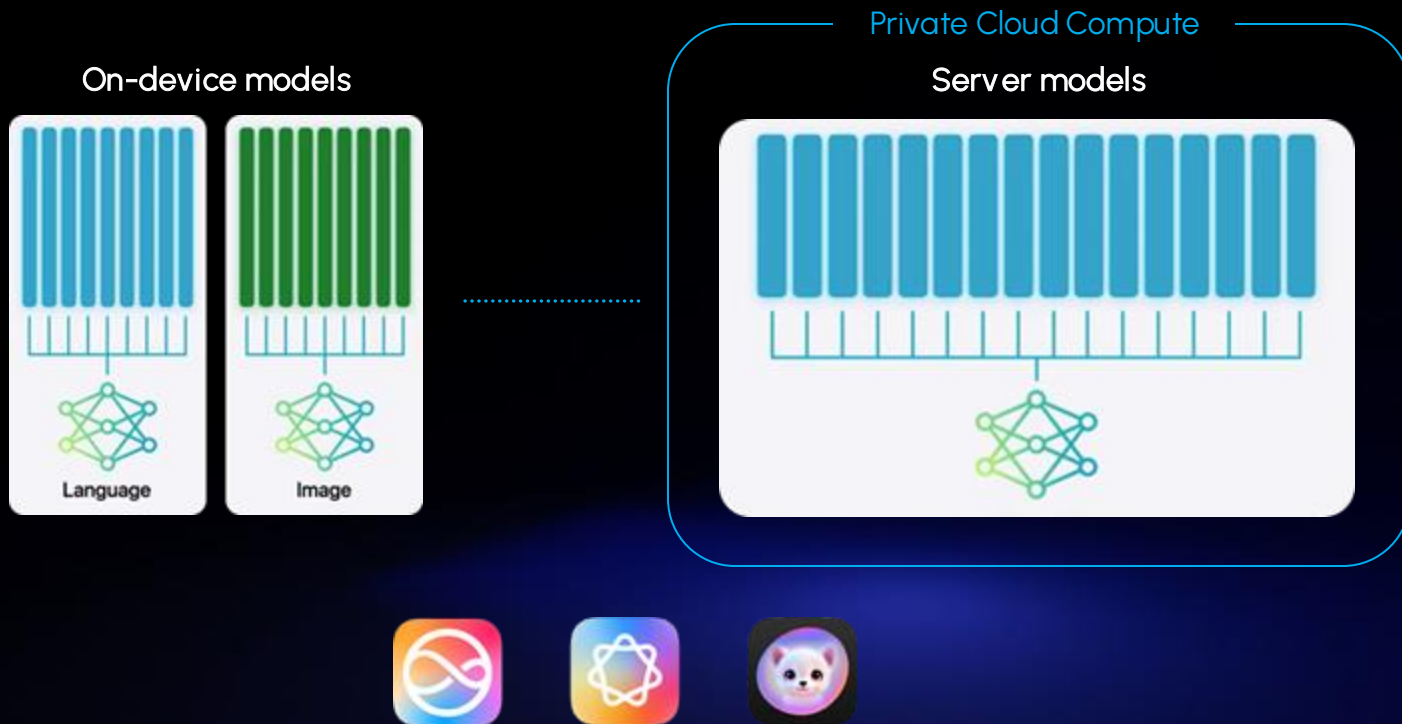 Private Cloud Compute
On-device models
Server models
Language
Image